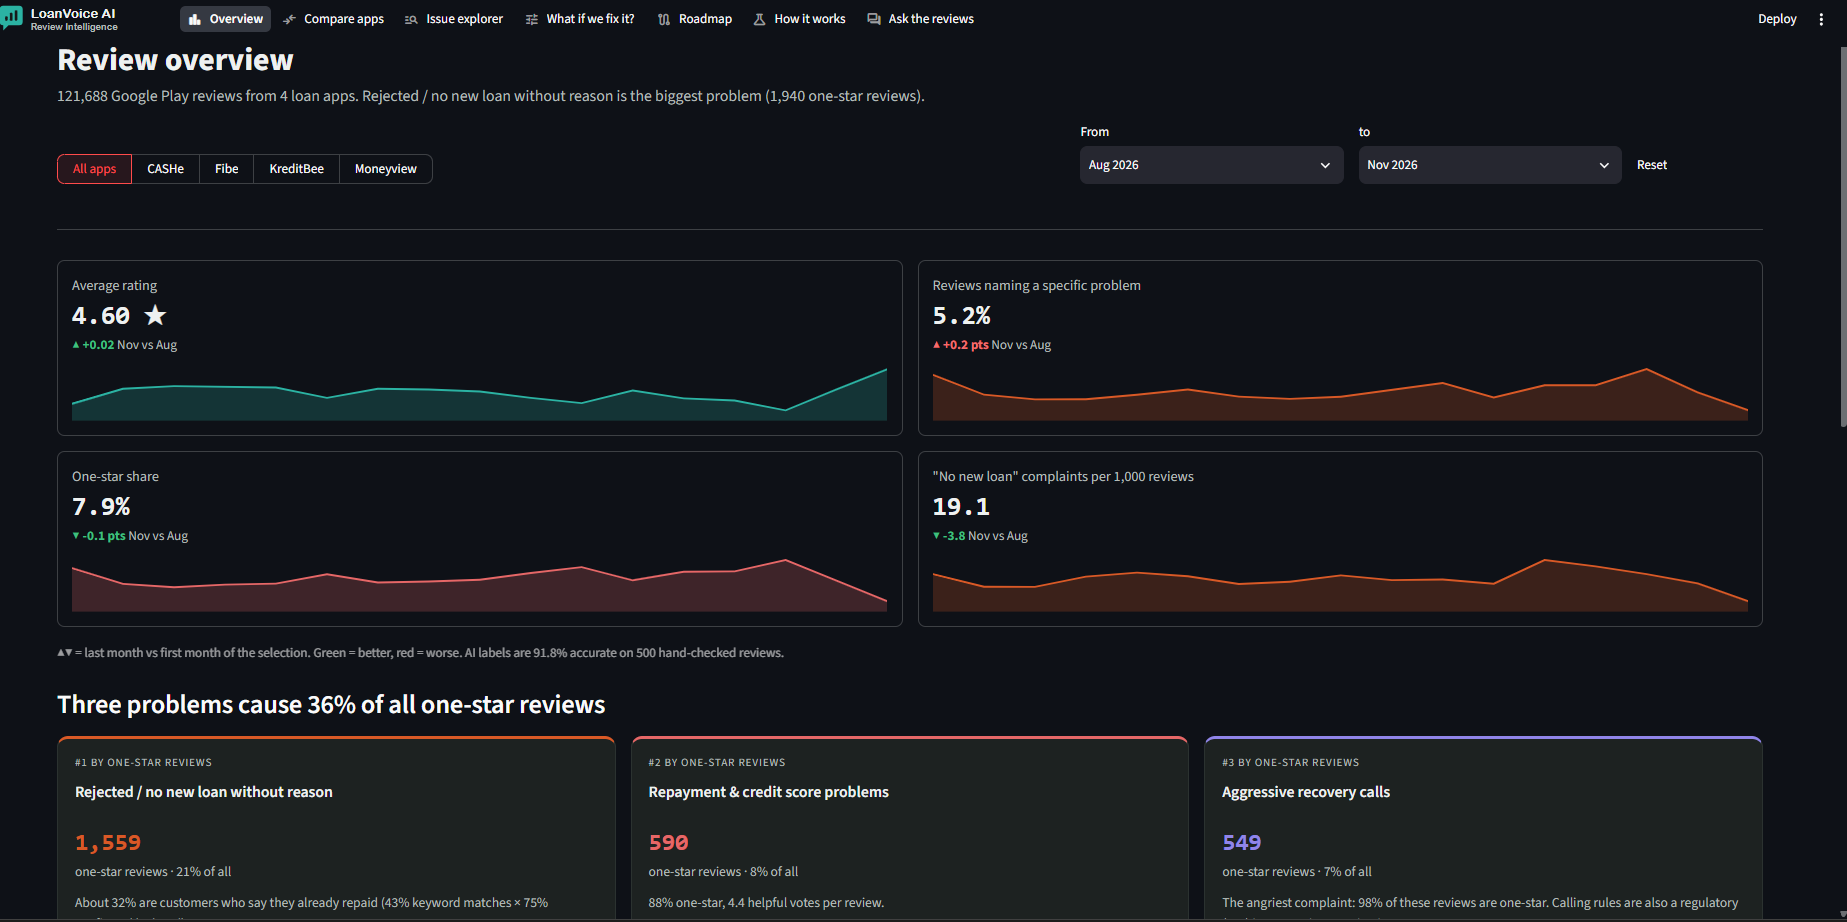 LoanVoice AI
Review Intelligence
Overview
Compare apps
Issue explorer
What if we fix it?
Roadmap
How it works
Ask the reviews
Deploy
Review overview
121,688 Google Play reviews from 4 loan apps. Rejected / no new loan without reason is the biggest problem (1,940 one-star reviews).
From
to
All apps
CASHe
Fibe
KreditBee
Moneyview
Aug 2026
Nov 2026
Reset
Average rating
4.60 ★
▲ +0.02 Nov vs Aug
Reviews naming a specific problem
5.2%
▲ +0.2 pts Nov vs Aug
One-star share
7.9%
▼ -0.1 pts Nov vs Aug
"No new loan" complaints per 1,000 reviews
19.1
▼ -3.8 Nov vs Aug
▲▼ = last month vs first month of the selection. Green = better, red = worse. AI labels are 91.8% accurate on 500 hand-checked reviews.
Three problems cause 36% of all one-star reviews
#1 BY ONE-STAR REVIEWS
Rejected / no new loan without reason
1,559
one-star reviews · 21% of all
About 32% are customers who say they already repaid (43% keyword matches × 75%
#2 BY ONE-STAR REVIEWS
Repayment & credit score problems
590
one-star reviews · 8% of all
88% one-star, 4.4 helpful votes per review.
#3 BY ONE-STAR REVIEWS
Aggressive recovery calls
549
one-star reviews · 7% of all
The angriest complaint: 98% of these reviews are one-star. Calling rules are also a regulatory